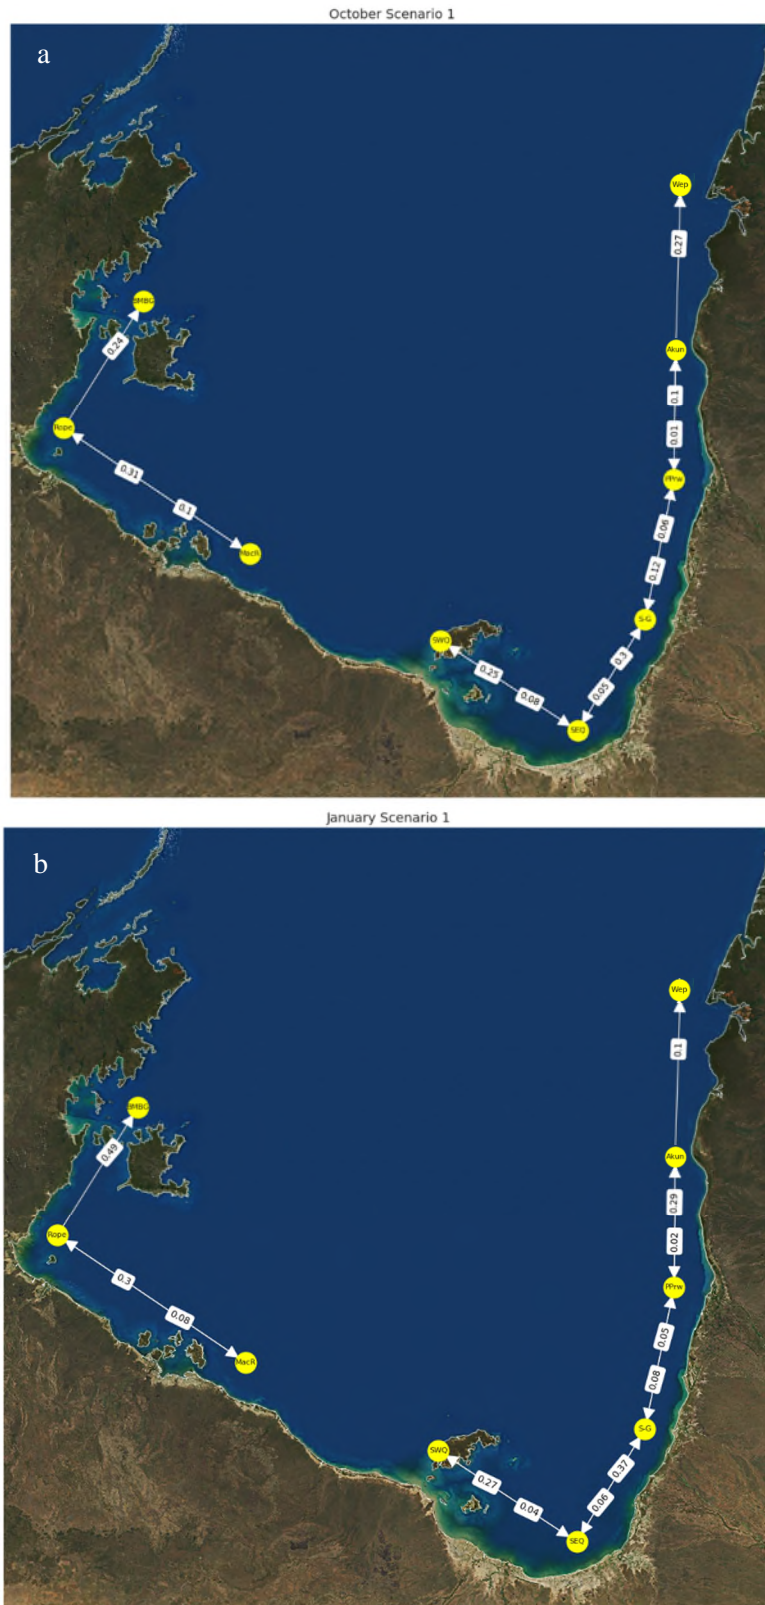 October Scenario 1
a
Wep
0.27
BMBG
0.24
Akun
0.1
Rope
0.01
0.31
PPrw
0.1
0.06
MacR
0.12
S-G
SWQ
0.3
0.25
0.05
0.08
SEQ
January Scenario 1
b
Wep
0.1
BMBG
0.49
Akun
0.29
Rope
0.02
0.3
PPrw
0.08
0.05
MacR
0.08
S-G
SWQ
0.37
0.27
0.06
0.04
SEQ